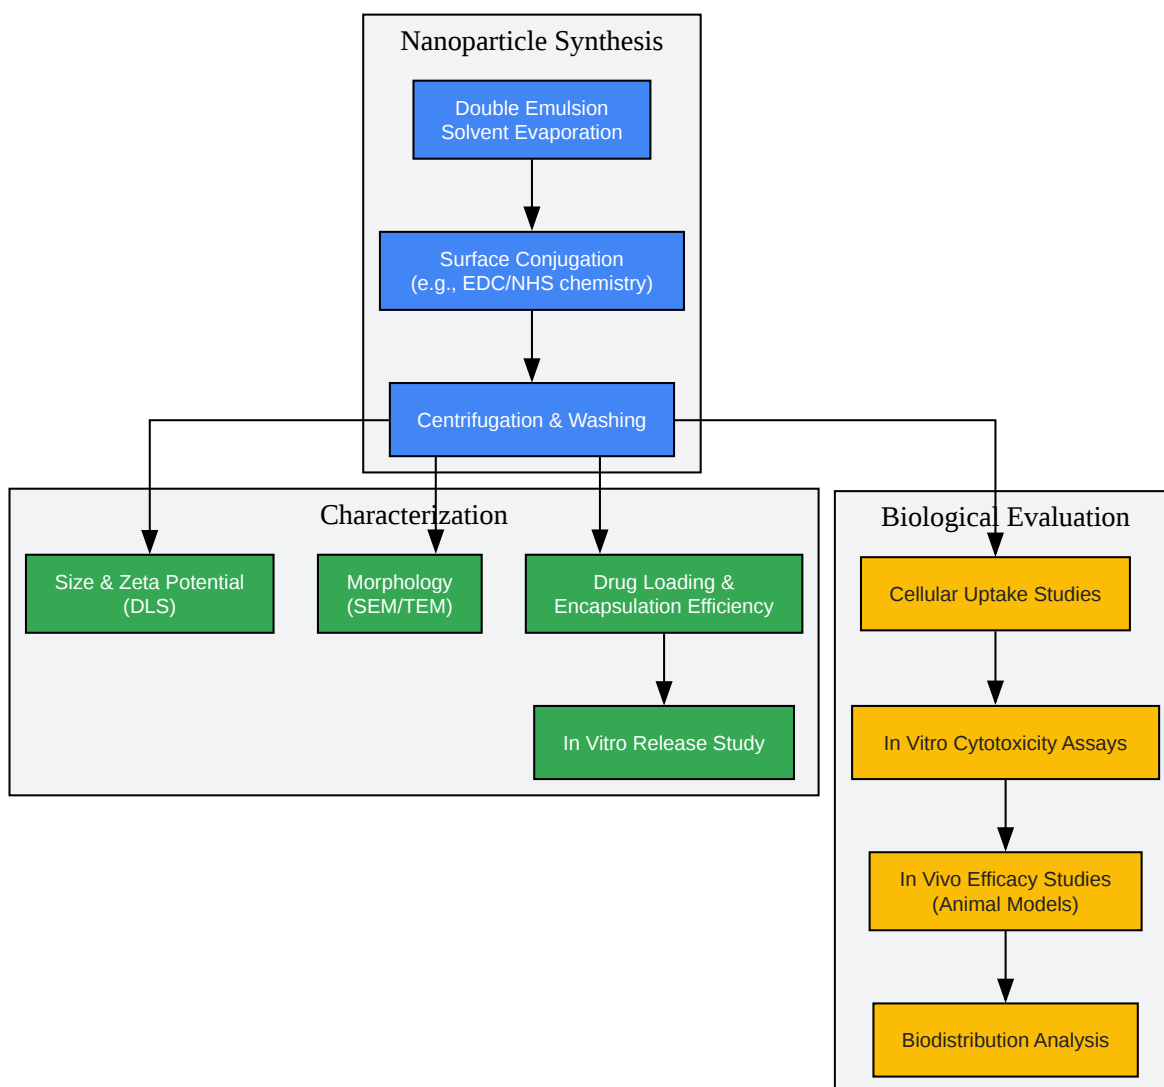 Nanoparticle Synthesis
Double Emulsion
Solvent Evaporation
Surface Conjugation
(e.g., EDC/NHS chemistry)
Centrifugation & Washing
Characterization
Size & Zeta Potential
(DLS)
Morphology
(SEM/TEM)
Drug Loading &
Encapsulation Efficiency
In Vitro Release Study
Biological Evaluation
Cellular Uptake Studies
In Vitro Cytotoxicity Assays
In Vivo Efficacy Studies
(Animal Models)
Biodistribution Analysis